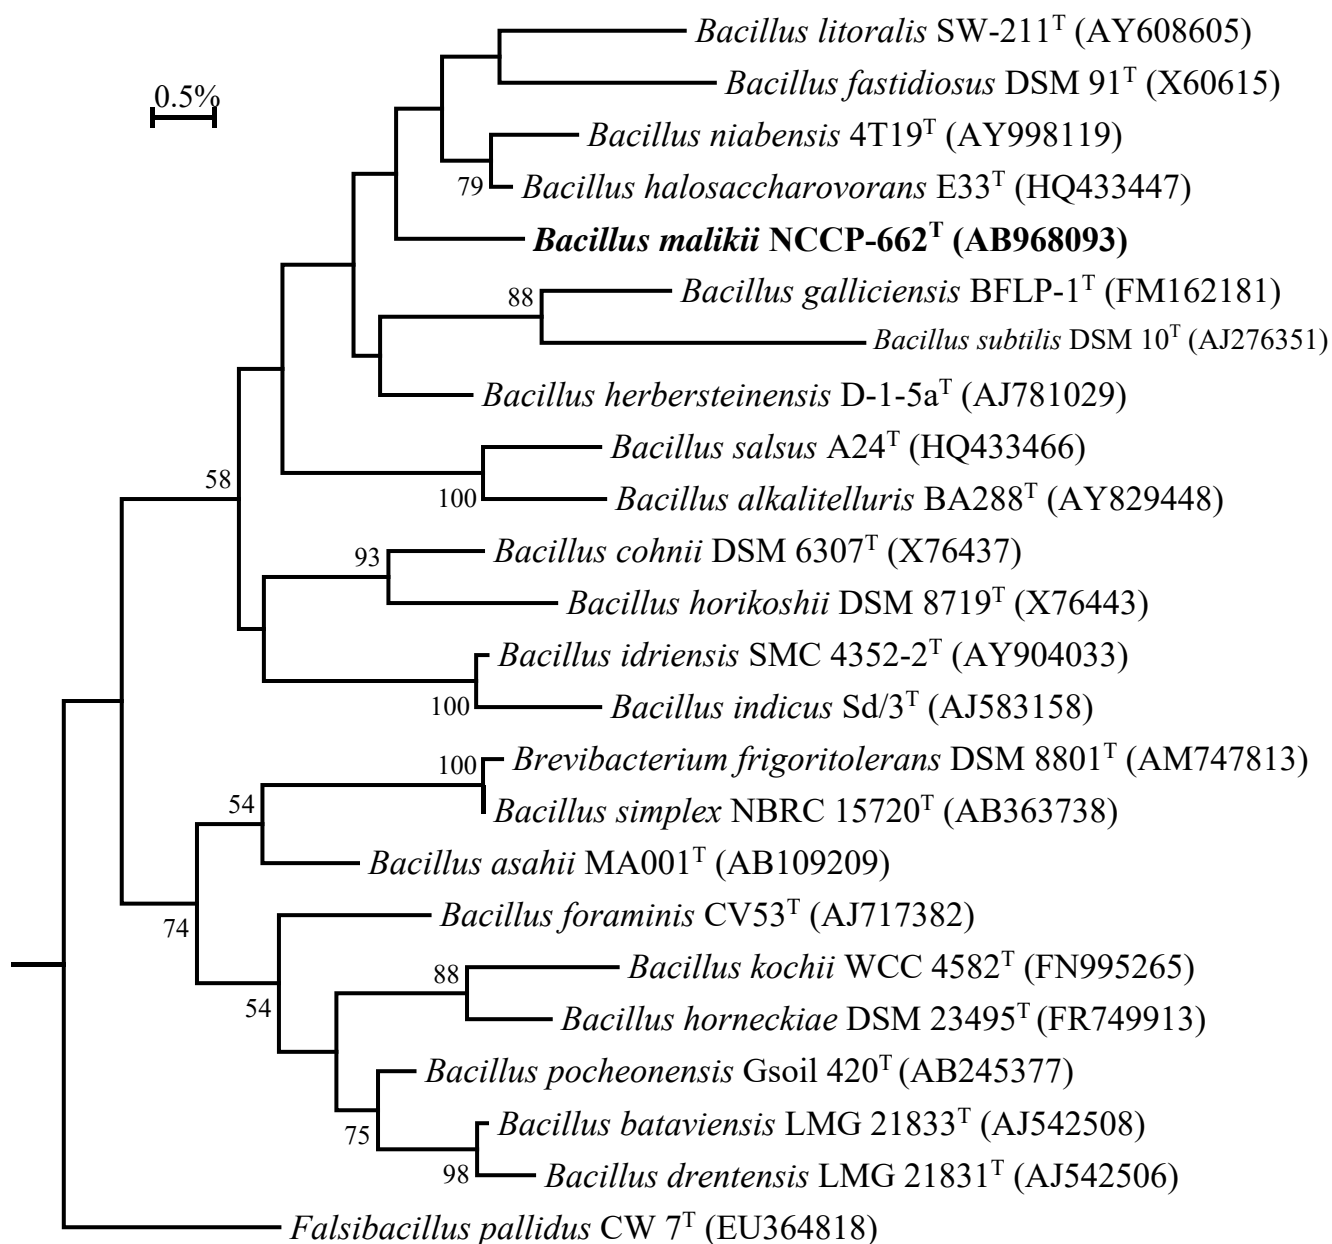 Bacillus litoralis SW-211T (AY608605)
0.5%
Bacillus fastidiosus DSM 91T (X60615)
Bacillus niabensis 4T19T (AY998119)
79
Bacillus halosaccharovorans E33T (HQ433447)
Bacillus malikii NCCP-662T (AB968093)
88
Bacillus galliciensis BFLP-1T (FM162181)
Bacillus subtilis DSM 10T (AJ276351)
Bacillus herbersteinensis D-1-5aT (AJ781029)
Bacillus salsus A24T (HQ433466)
58
100
Bacillus alkalitelluris BA288T (AY829448)
93
Bacillus cohnii DSM 6307T (X76437)
Bacillus horikoshii DSM 8719T (X76443)
Bacillus idriensis SMC 4352-2T (AY904033)
100
Bacillus indicus Sd/3T (AJ583158)
100
Brevibacterium frigoritolerans DSM 8801T (AM747813)
54
Bacillus simplex NBRC 15720T (AB363738)
Bacillus asahii MA001T (AB109209)
74
Bacillus foraminis CV53T (AJ717382)
88
Bacillus kochii WCC 4582T (FN995265)
54
Bacillus horneckiae DSM 23495T (FR749913)
Bacillus pocheonensis Gsoil 420T (AB245377)
75
Bacillus bataviensis LMG 21833T (AJ542508)
98
Bacillus drentensis LMG 21831T (AJ542506)
Falsibacillus pallidus CW 7T (EU364818)